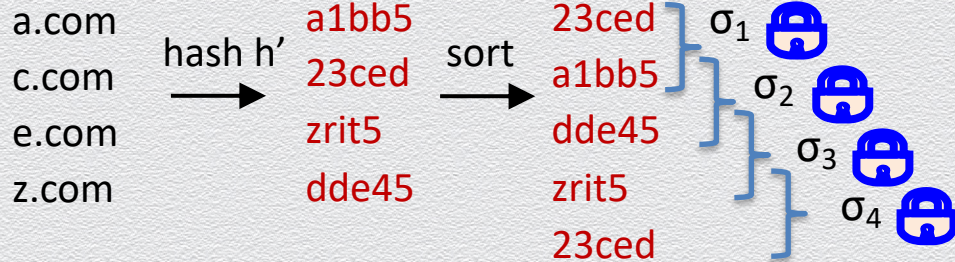 a.com
c.com
e.com
z.com
hash h’
a1bb5
23ced
zrit5
dde45
sort
23ced
a1bb5
dde45
zrit5
23ced
σ₁
σ₂
σ₃
σ₄